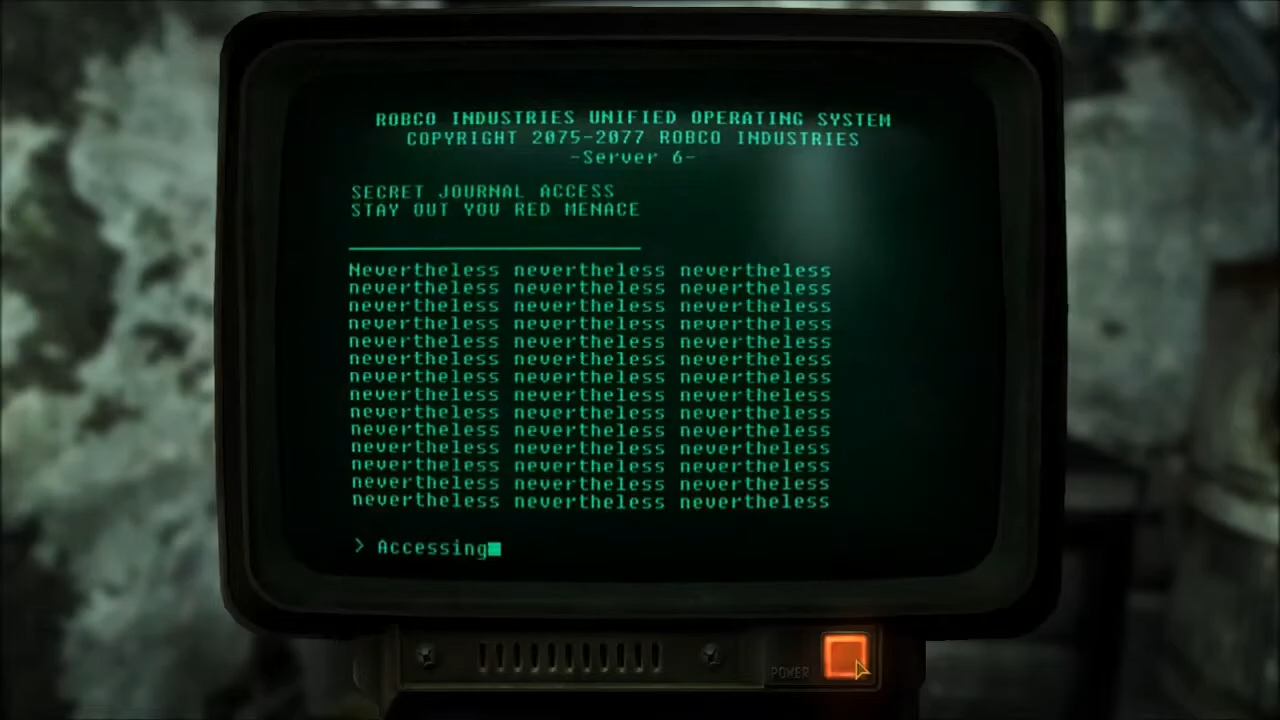 ROBCO INDUSTRIES UNIFIED OPERATING SYSTEM
COPYRIGHT 2075-2077 ROBCO INDUSTRIES
-Server 6-
SECRET JOURNAL ACCESS
STAY OUT YOU RED MENACE
Nevertheless nevertheless nevertheless
nevertheless nevertheless nevertheless
nevertheless nevertheless nevertheless
nevertheless nevertheless nevertheless
nevertheless nevertheless nevertheless
nevertheless nevertheless nevertheless
nevertheless nevertheless nevertheless
nevertheless nevertheless nevertheless
nevertheless nevertheless nevertheless
nevertheless nevertheless nevertheless
nevertheless nevertheless nevertheless
nevertheless nevertheless nevertheless
nevertheless nevertheless nevertheless
nevertheless nevertheless nevertheless
> Accessing
POWER